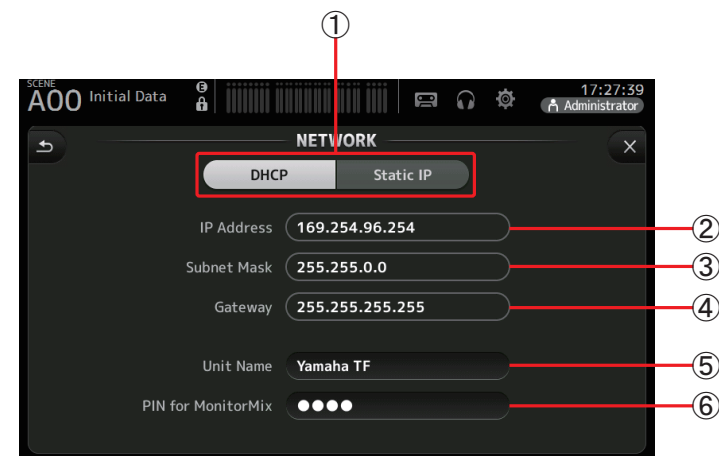 ①
SCENE
A00 Initial Data E 17:27:39
Administrator
NETWORK
DHCP Static IP
IP Address 169.254.96.254 ②
Subnet Mask 255.255.0.0 ③
Gateway 255.255.255.255 ④
Unit Name Yamaha TF ⑤
PIN for MonitorMix ●●●● ⑥